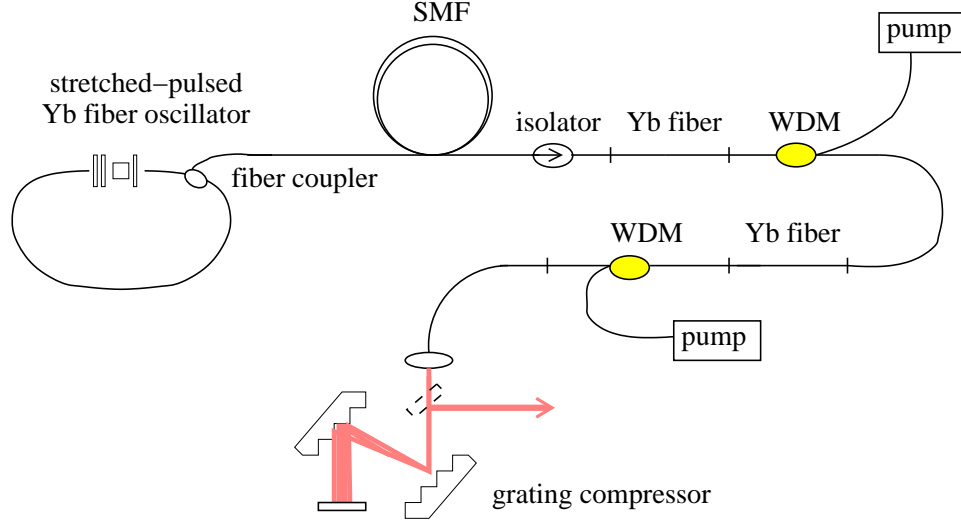 SMF
pump
stretched−pulsed
Yb fiber oscillator
isolator
Yb fiber
WDM
fiber coupler
WDM
Yb fiber
pump
grating compressor